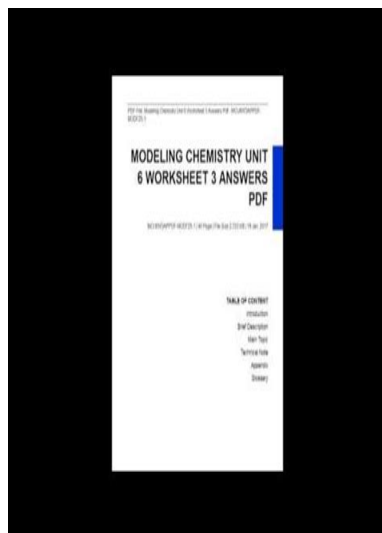 MODELING CHEMISTRY UNIT
6 WORKSHEET 3 ANSWERS
PDF
TABLE OF CONTENT
Introduction
Brief Description
Main Topic
Technical Note
Appendix
Glossary